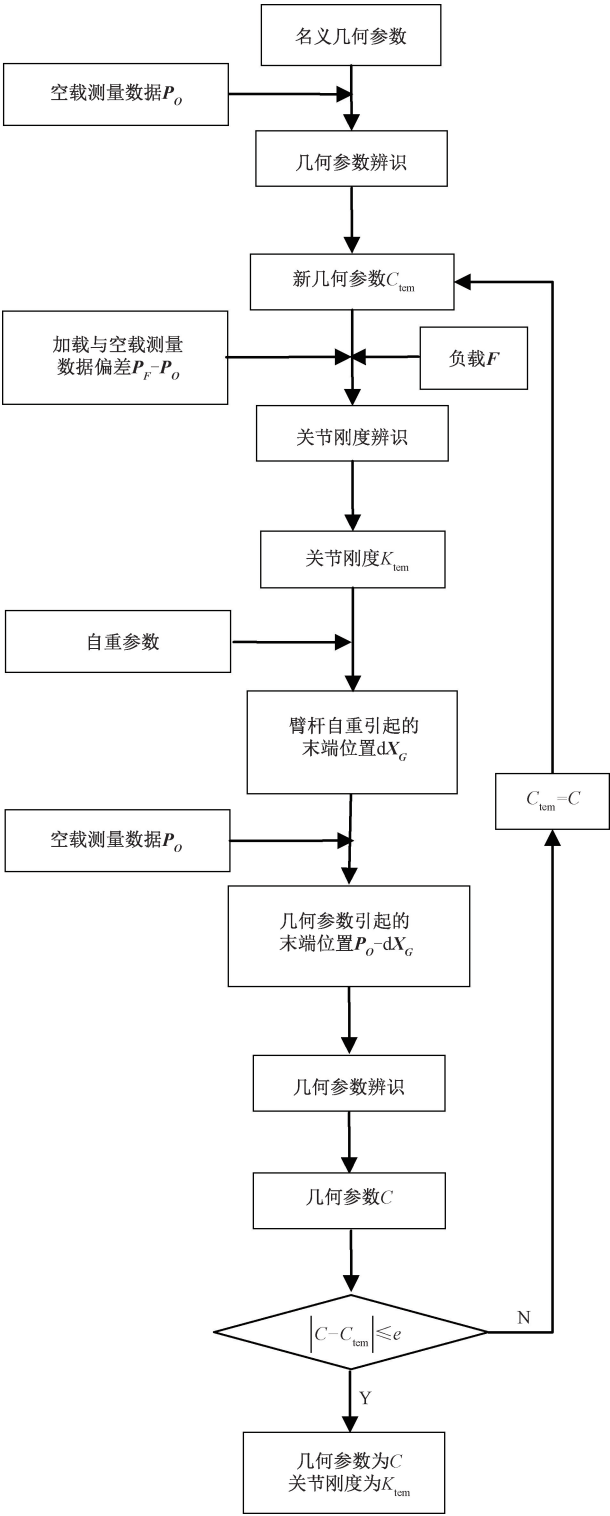 名义几何参数
空载测量数据P_O
几何参数辨识
新几何参数C_tem
加载与空载测量
数据偏差P_F-P_O
负载F
关节刚度辨识
关节刚度K_tem
自重参数
臂杆自重引起的
末端位置dX_G
C_tem=C
空载测量数据P_O
几何参数引起的
末端位置P_O-dX_G
几何参数辨识
几何参数C
|C-C_tem|≤e
N
Y
几何参数为C
关节刚度为K_tem